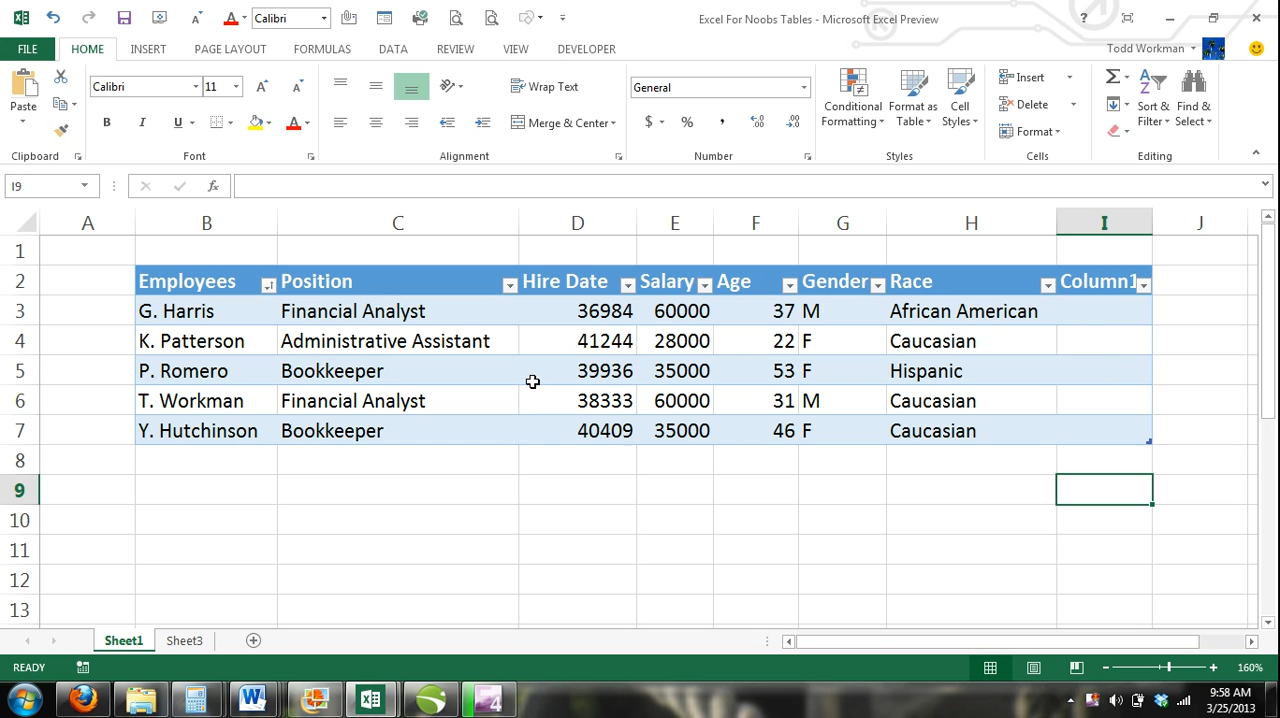 Calibri
Excel For Noobs Tables - Microsoft Excel Preview
?
FILE HOME INSERT PAGE LAYOUT FORMULAS DATA REVIEW VIEW DEVELOPER Todd Workman
Paste
Calibri 11
B I U
Wrap Text
Merge & Center
General
$ % ,
Conditional Formatting
Format as Table
Cell Styles
Insert
Delete
Format
Sort & Filter
Find & Select
Clipboard Font Alignment Number Styles Cells Editing
I9 fx
A B C D E F G H I J
1
2 Employees Position Hire Date Salary Age Gender Race Column1
3 G. Harris Financial Analyst 36984 60000 37 M African American
4 K. Patterson Administrative Assistant 41244 28000 22 F Caucasian
5 P. Romero Bookkeeper 39936 35000 53 F Hispanic
6 T. Workman Financial Analyst 38333 60000 31 M Caucasian
7 Y. Hutchinson Bookkeeper 40409 35000 46 F Caucasian
8
9
10
11
12
13
Sheet1 Sheet3
READY 160%
9:58 AM
3/25/2013